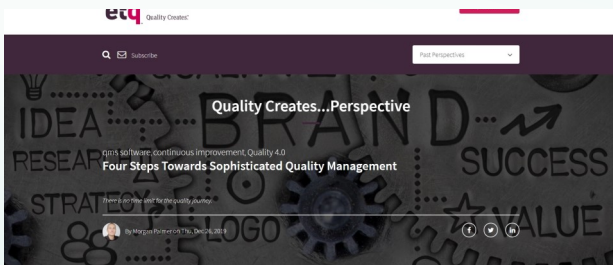 etq Quality Creates.
Subscribe
Past Perspectives
IDEA
BRAND
Quality Creates...Perspective
qms software, continuous improvement, Quality 4.0
RESEAR
SUCCESS
Four Steps Towards Sophisticated Quality Management
STRATEGY
There is no time limit for the quality journey.
LOGO
VALUE
By Morgan Palmer on Thu, Dec 26, 2019